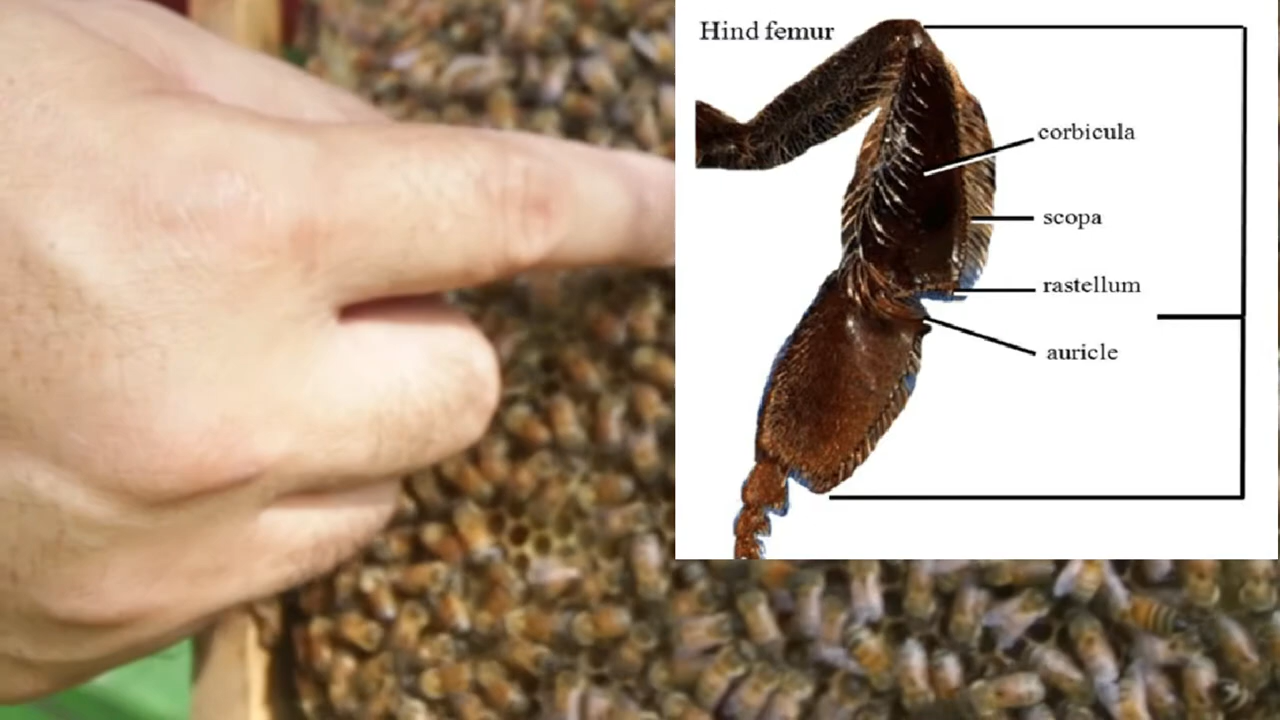 Hind femur
corbicula
scopa
rastellum
auricle